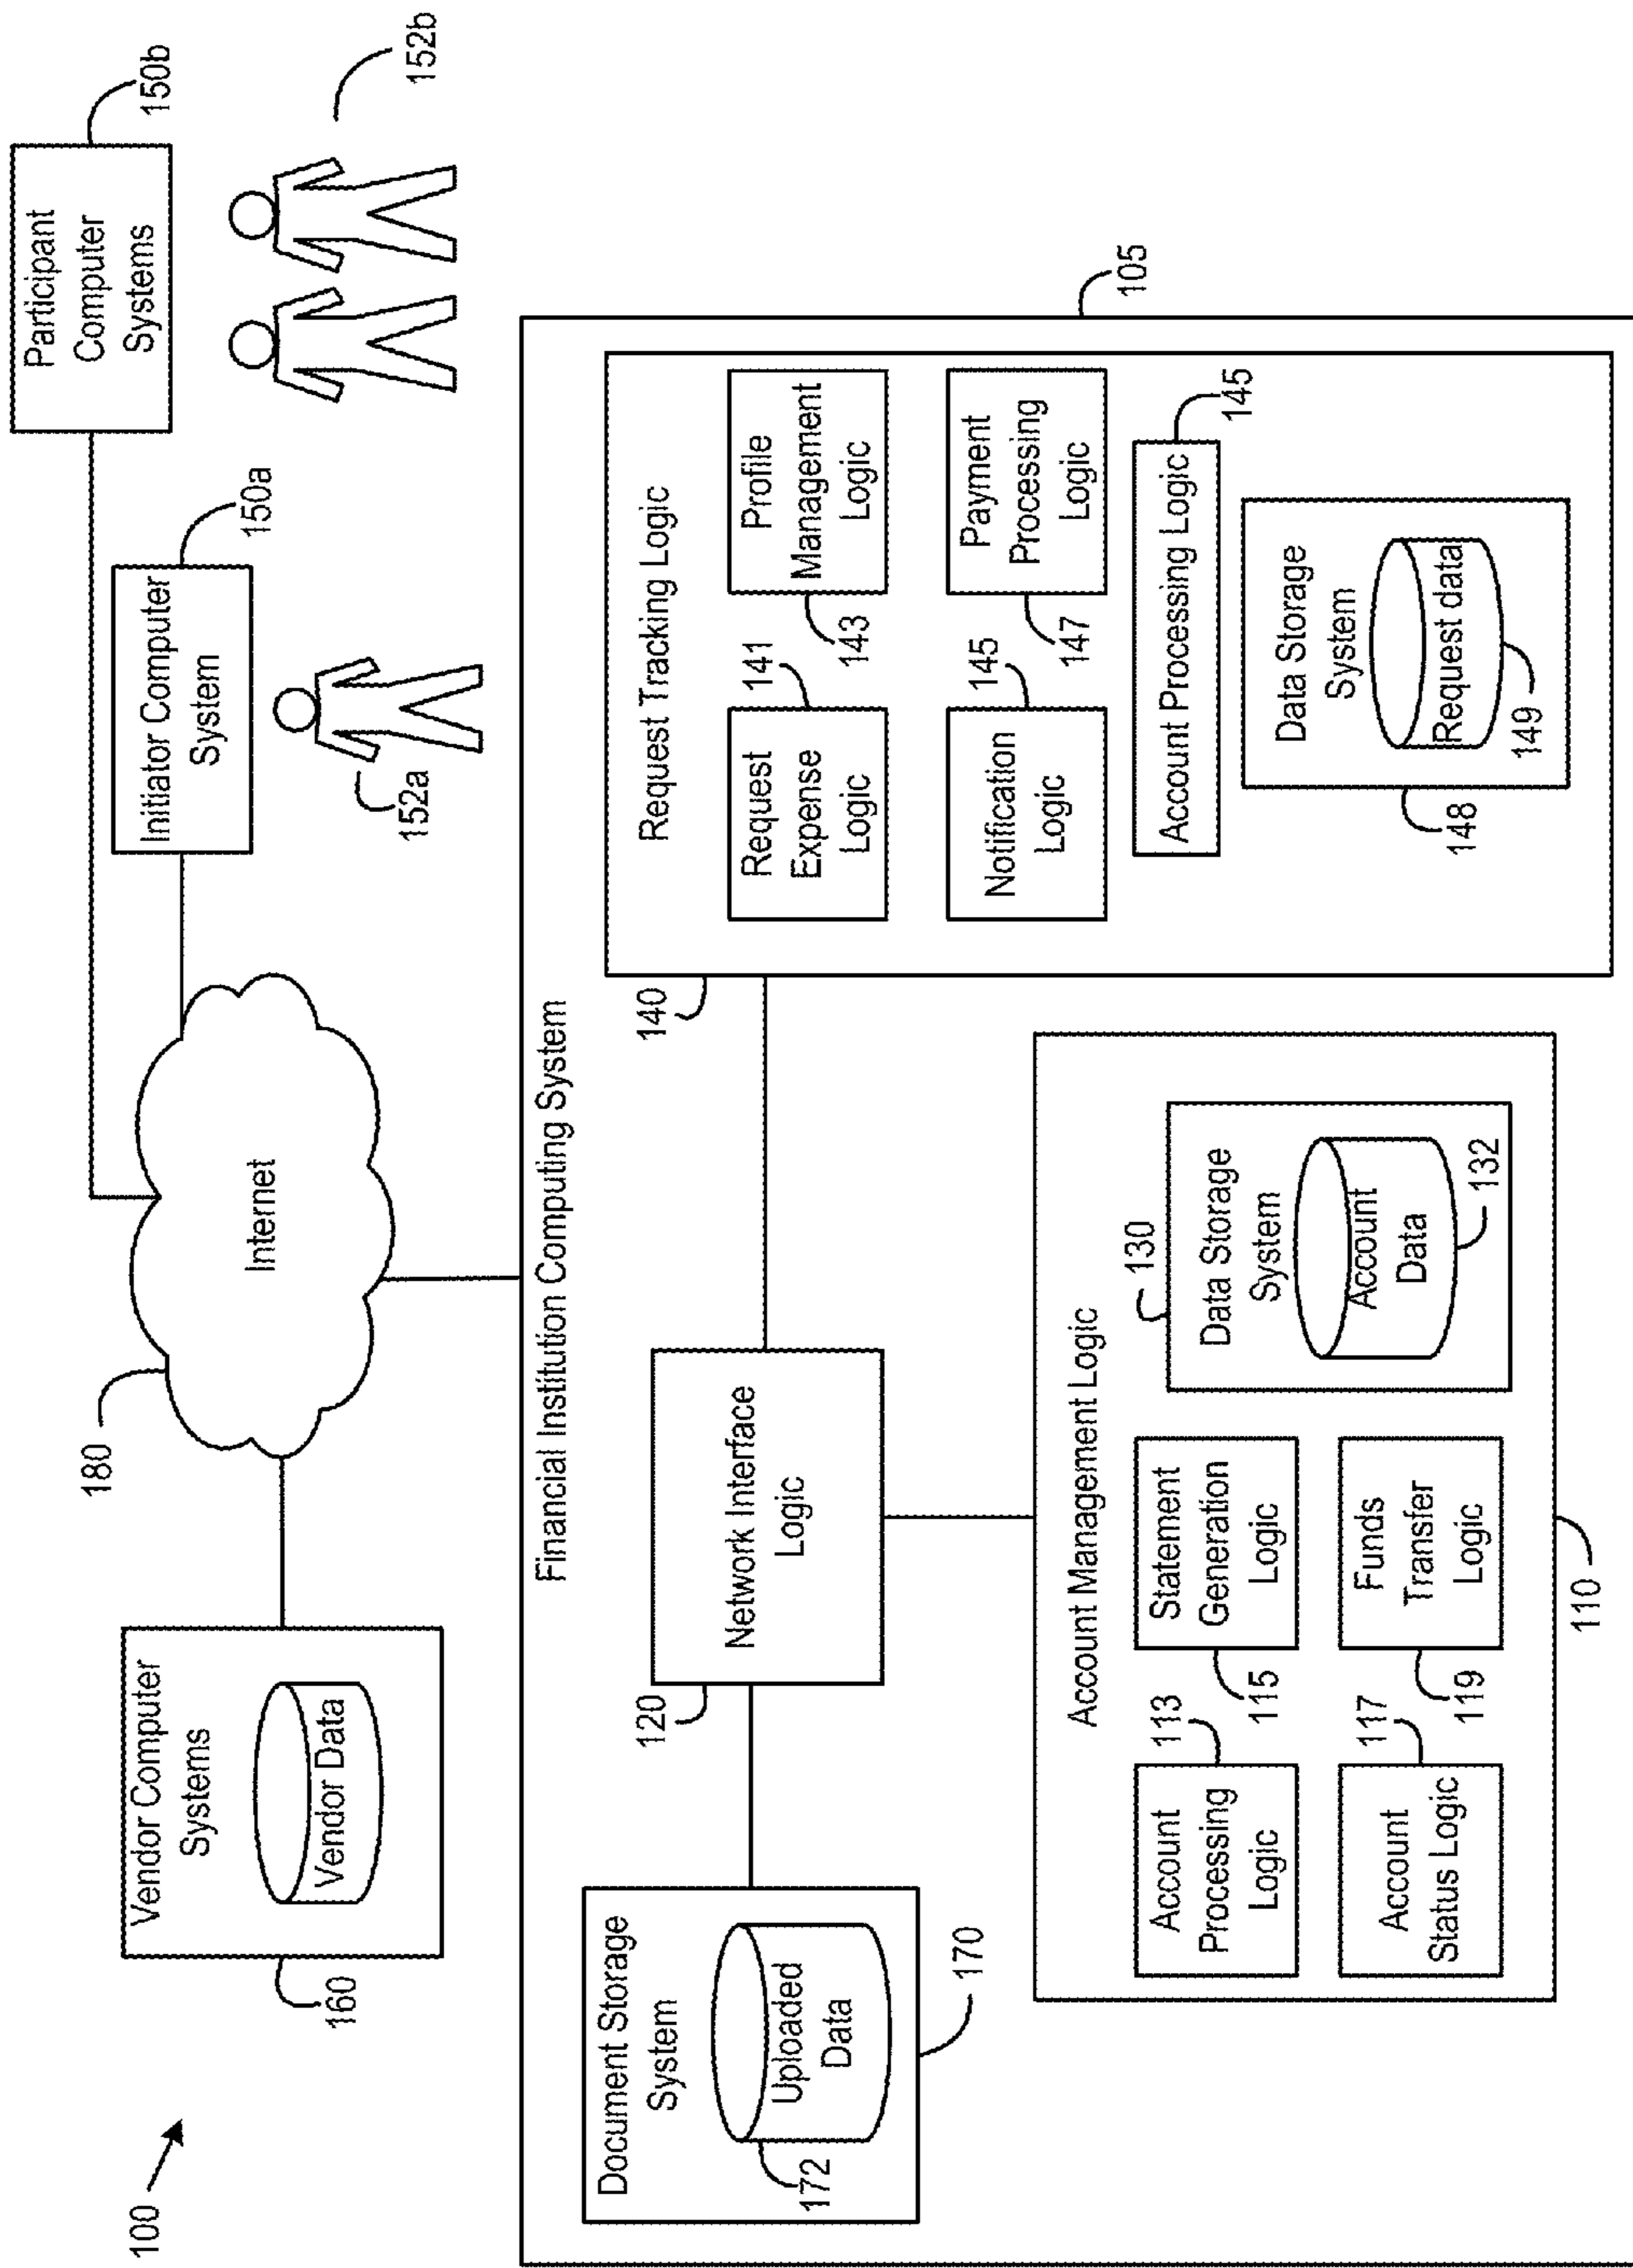 100
Vendor Computer
Systems
Vendor Data
160
180
Internet
Initiator Computer
System
150a
152a
Participant
Computer
Systems
150b
152b
Financial Institution Computing System
105
Document Storage
System
Uploaded
Data
172
170
Network Interface
Logic
120
Account Management Logic
Account
Processing
Logic
113
Statement
Generation
Logic
115
Account
Status Logic
117
Funds
Transfer
Logic
119
130
Data Storage
System
Account
Data
132
110
140
Request Tracking Logic
Request
Expense
Logic
141
Profile
Management
Logic
143
Notification
Logic
145
Payment
Processing
Logic
147
Account Processing Logic
145
Data Storage
System
Request data
149
148